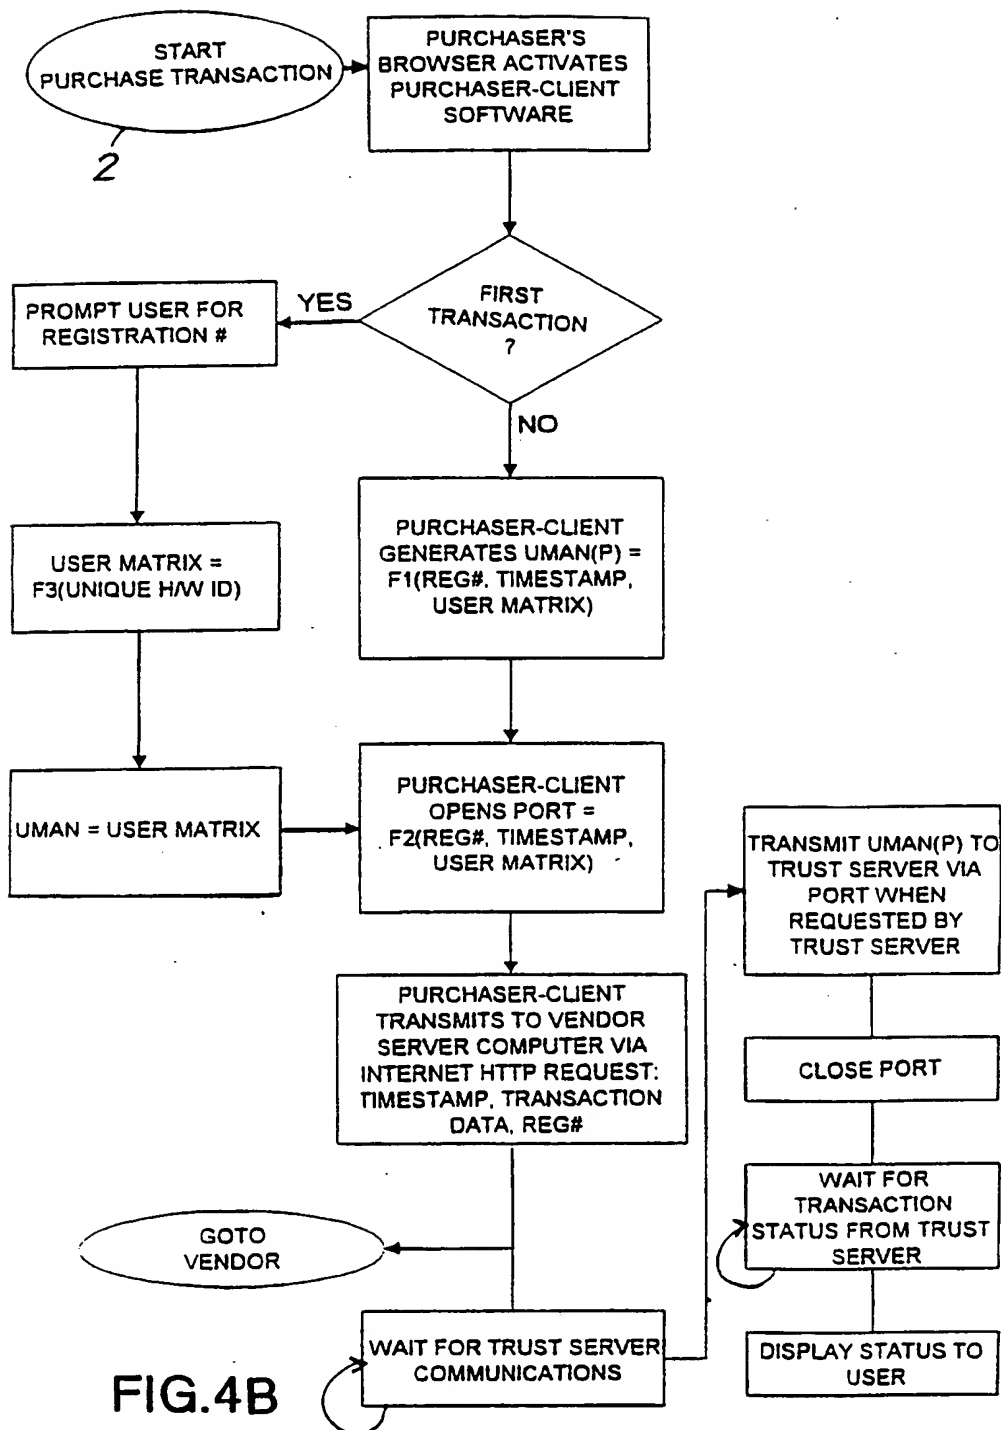 START
PURCHASE TRANSACTION
2
PURCHASER'S
BROWSER ACTIVATES
PURCHASER-CLIENT
SOFTWARE
FIRST
TRANSACTION
?
YES
NO
PROMPT USER FOR
REGISTRATION #
USER MATRIX =
F3(UNIQUE H/W ID)
UMAN = USER MATRIX
PURCHASER-CLIENT
GENERATES UMAN(P) =
F1(REG#, TIMESTAMP,
USER MATRIX)
PURCHASER-CLIENT
OPENS PORT =
F2(REG#, TIMESTAMP,
USER MATRIX)
PURCHASER-CLIENT
TRANSMITS TO VENDOR
SERVER COMPUTER VIA
INTERNET HTTP REQUEST:
TIMESTAMP, TRANSACTION
DATA, REG#
GOTO
VENDOR
WAIT FOR TRUST SERVER
COMMUNICATIONS
TRANSMIT UMAN(P) TO
TRUST SERVER VIA
PORT WHEN
REQUESTED BY
TRUST SERVER
CLOSE PORT
WAIT FOR
TRANSACTION
STATUS FROM TRUST
SERVER
DISPLAY STATUS TO
USER
FIG.4B